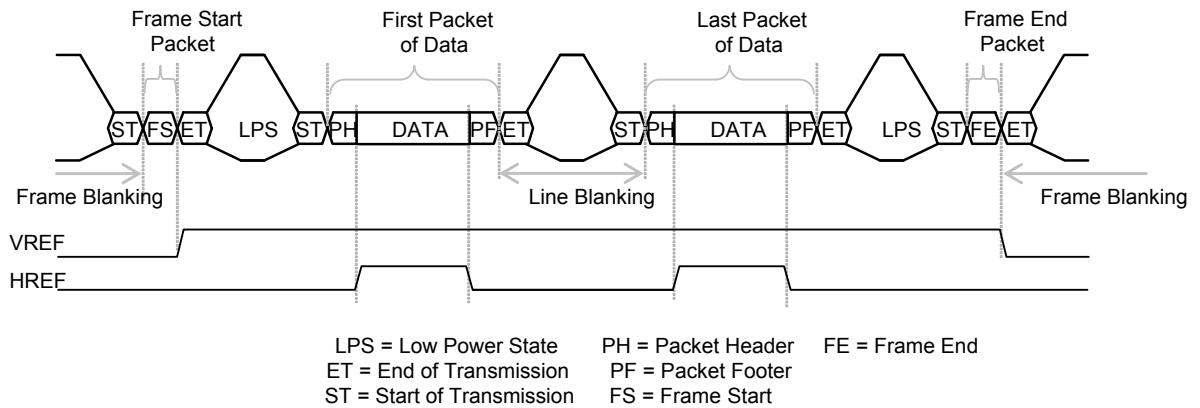 Frame Start
Packet
First Packet
of Data
Last Packet
of Data
Frame End
Packet
ST FS ET LPS ST PH DATA PF ET ST PH DATA PF ET LPS ST FE ET
Frame Blanking
Line Blanking
Frame Blanking
VREF
HREF
LPS = Low Power State PH = Packet Header FE = Frame End
ET = End of Transmission PF = Packet Footer
ST = Start of Transmission FS = Frame Start